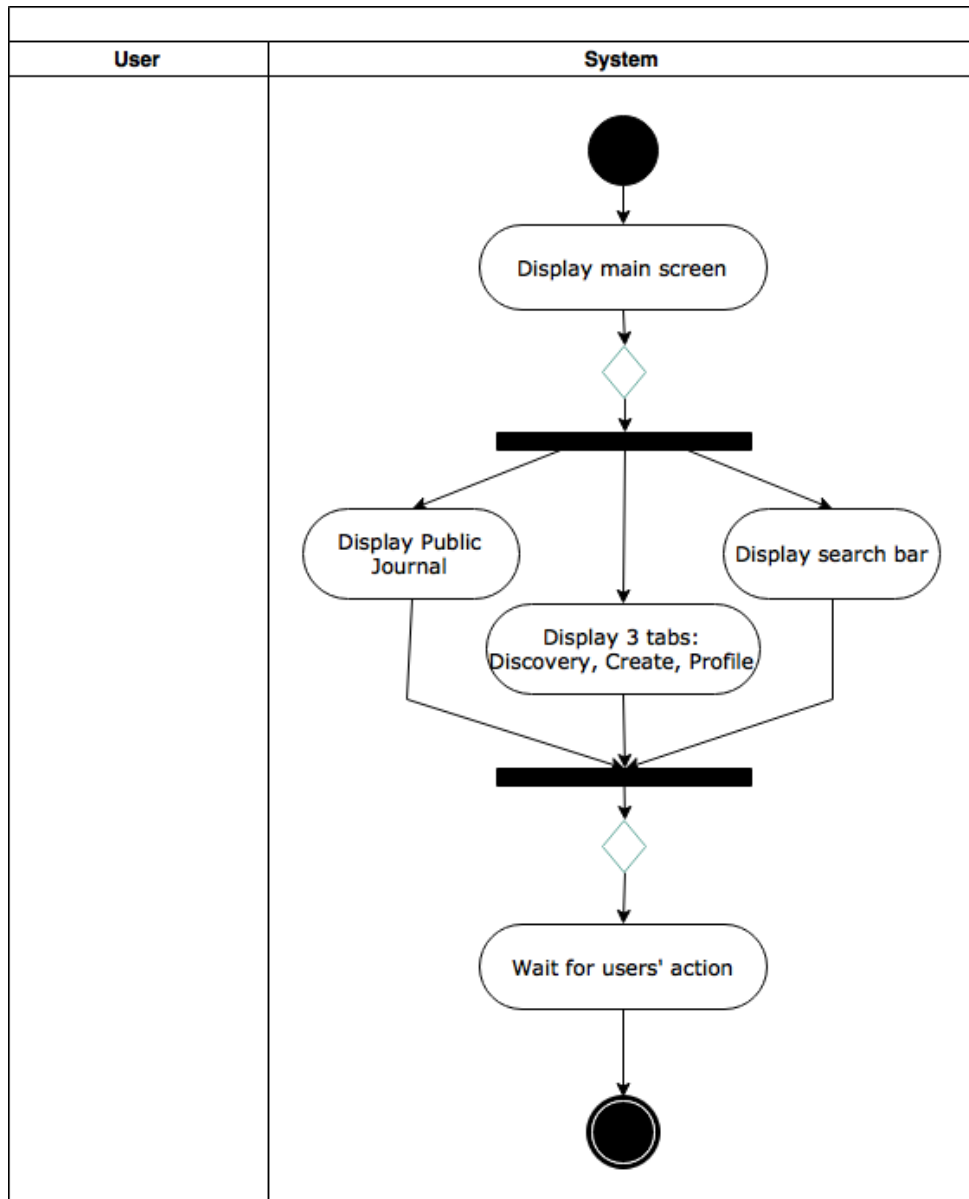 User
System
Display main screen
Display Public
Journal
Display search bar
Display 3 tabs:
Discovery, Create, Profile
Wait for users' action